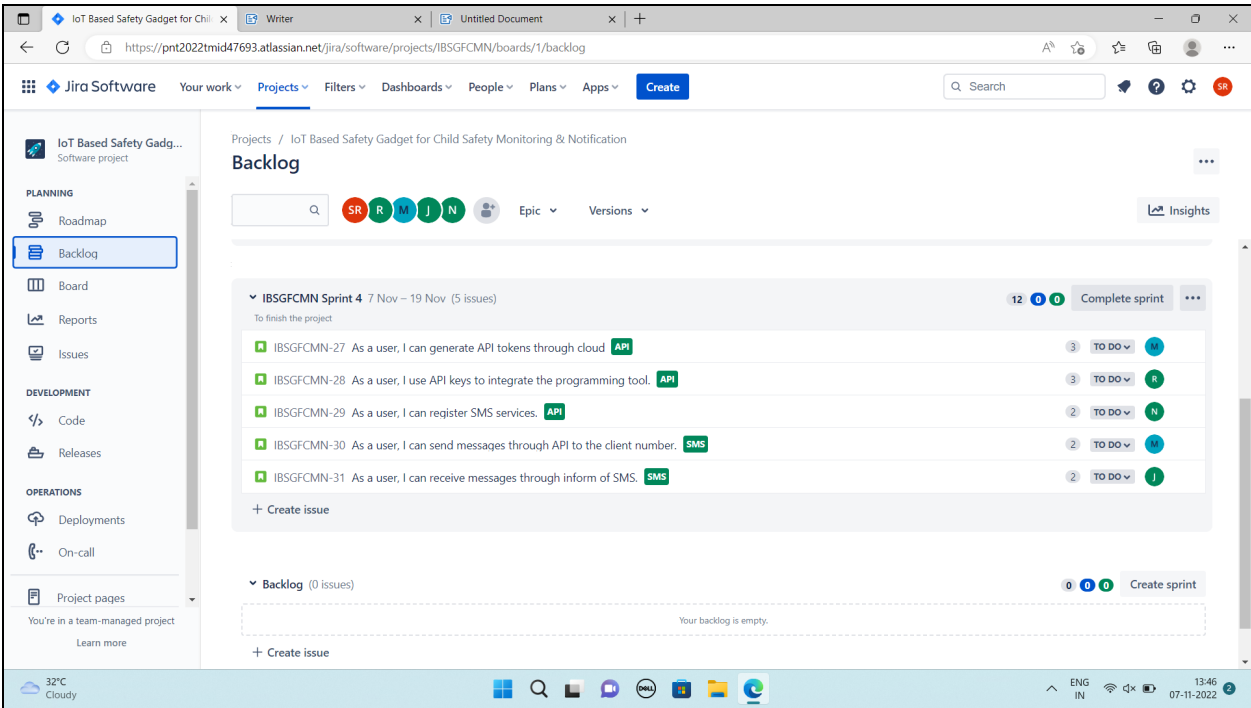 IoT Based Safety Gadget for Chil
Writer
Untitled Document
https://pnt2022tmid47693.atlassian.net/jira/software/projects/IBSGFCMN/boards/1/backlog
Jira Software
Your work
Projects
Filters
Dashboards
People
Plans
Apps
Create
Search
SR
IoT Based Safety Gadg...
Software project
PLANNING
Roadmap
Backlog
Board
Reports
Issues
DEVELOPMENT
Code
Releases
OPERATIONS
Deployments
On-call
Project pages
You're in a team-managed project
Learn more
Projects / IoT Based Safety Gadget for Child Safety Monitoring & Notification
Backlog
SR R M J N
Epic
Versions
Insights
IBSGFCMN Sprint 4 7 Nov – 19 Nov (5 issues)
12 0 0 Complete sprint
To finish the project
IBSGFCMN-27 As a user, I can generate API tokens through cloud API 3 TO DO M
IBSGFCMN-28 As a user, I use API keys to integrate the programming tool. API 3 TO DO R
IBSGFCMN-29 As a user, I can register SMS services. API 2 TO DO N
IBSGFCMN-30 As a user, I can send messages through API to the client number. SMS 2 TO DO M
IBSGFCMN-31 As a user, I can receive messages through inform of SMS. SMS 2 TO DO J
+ Create issue
Backlog (0 issues)
0 0 0 Create sprint
Your backlog is empty.
+ Create issue
32°C
Cloudy
DELL
ENG
IN
13:46
07-11-2022
2